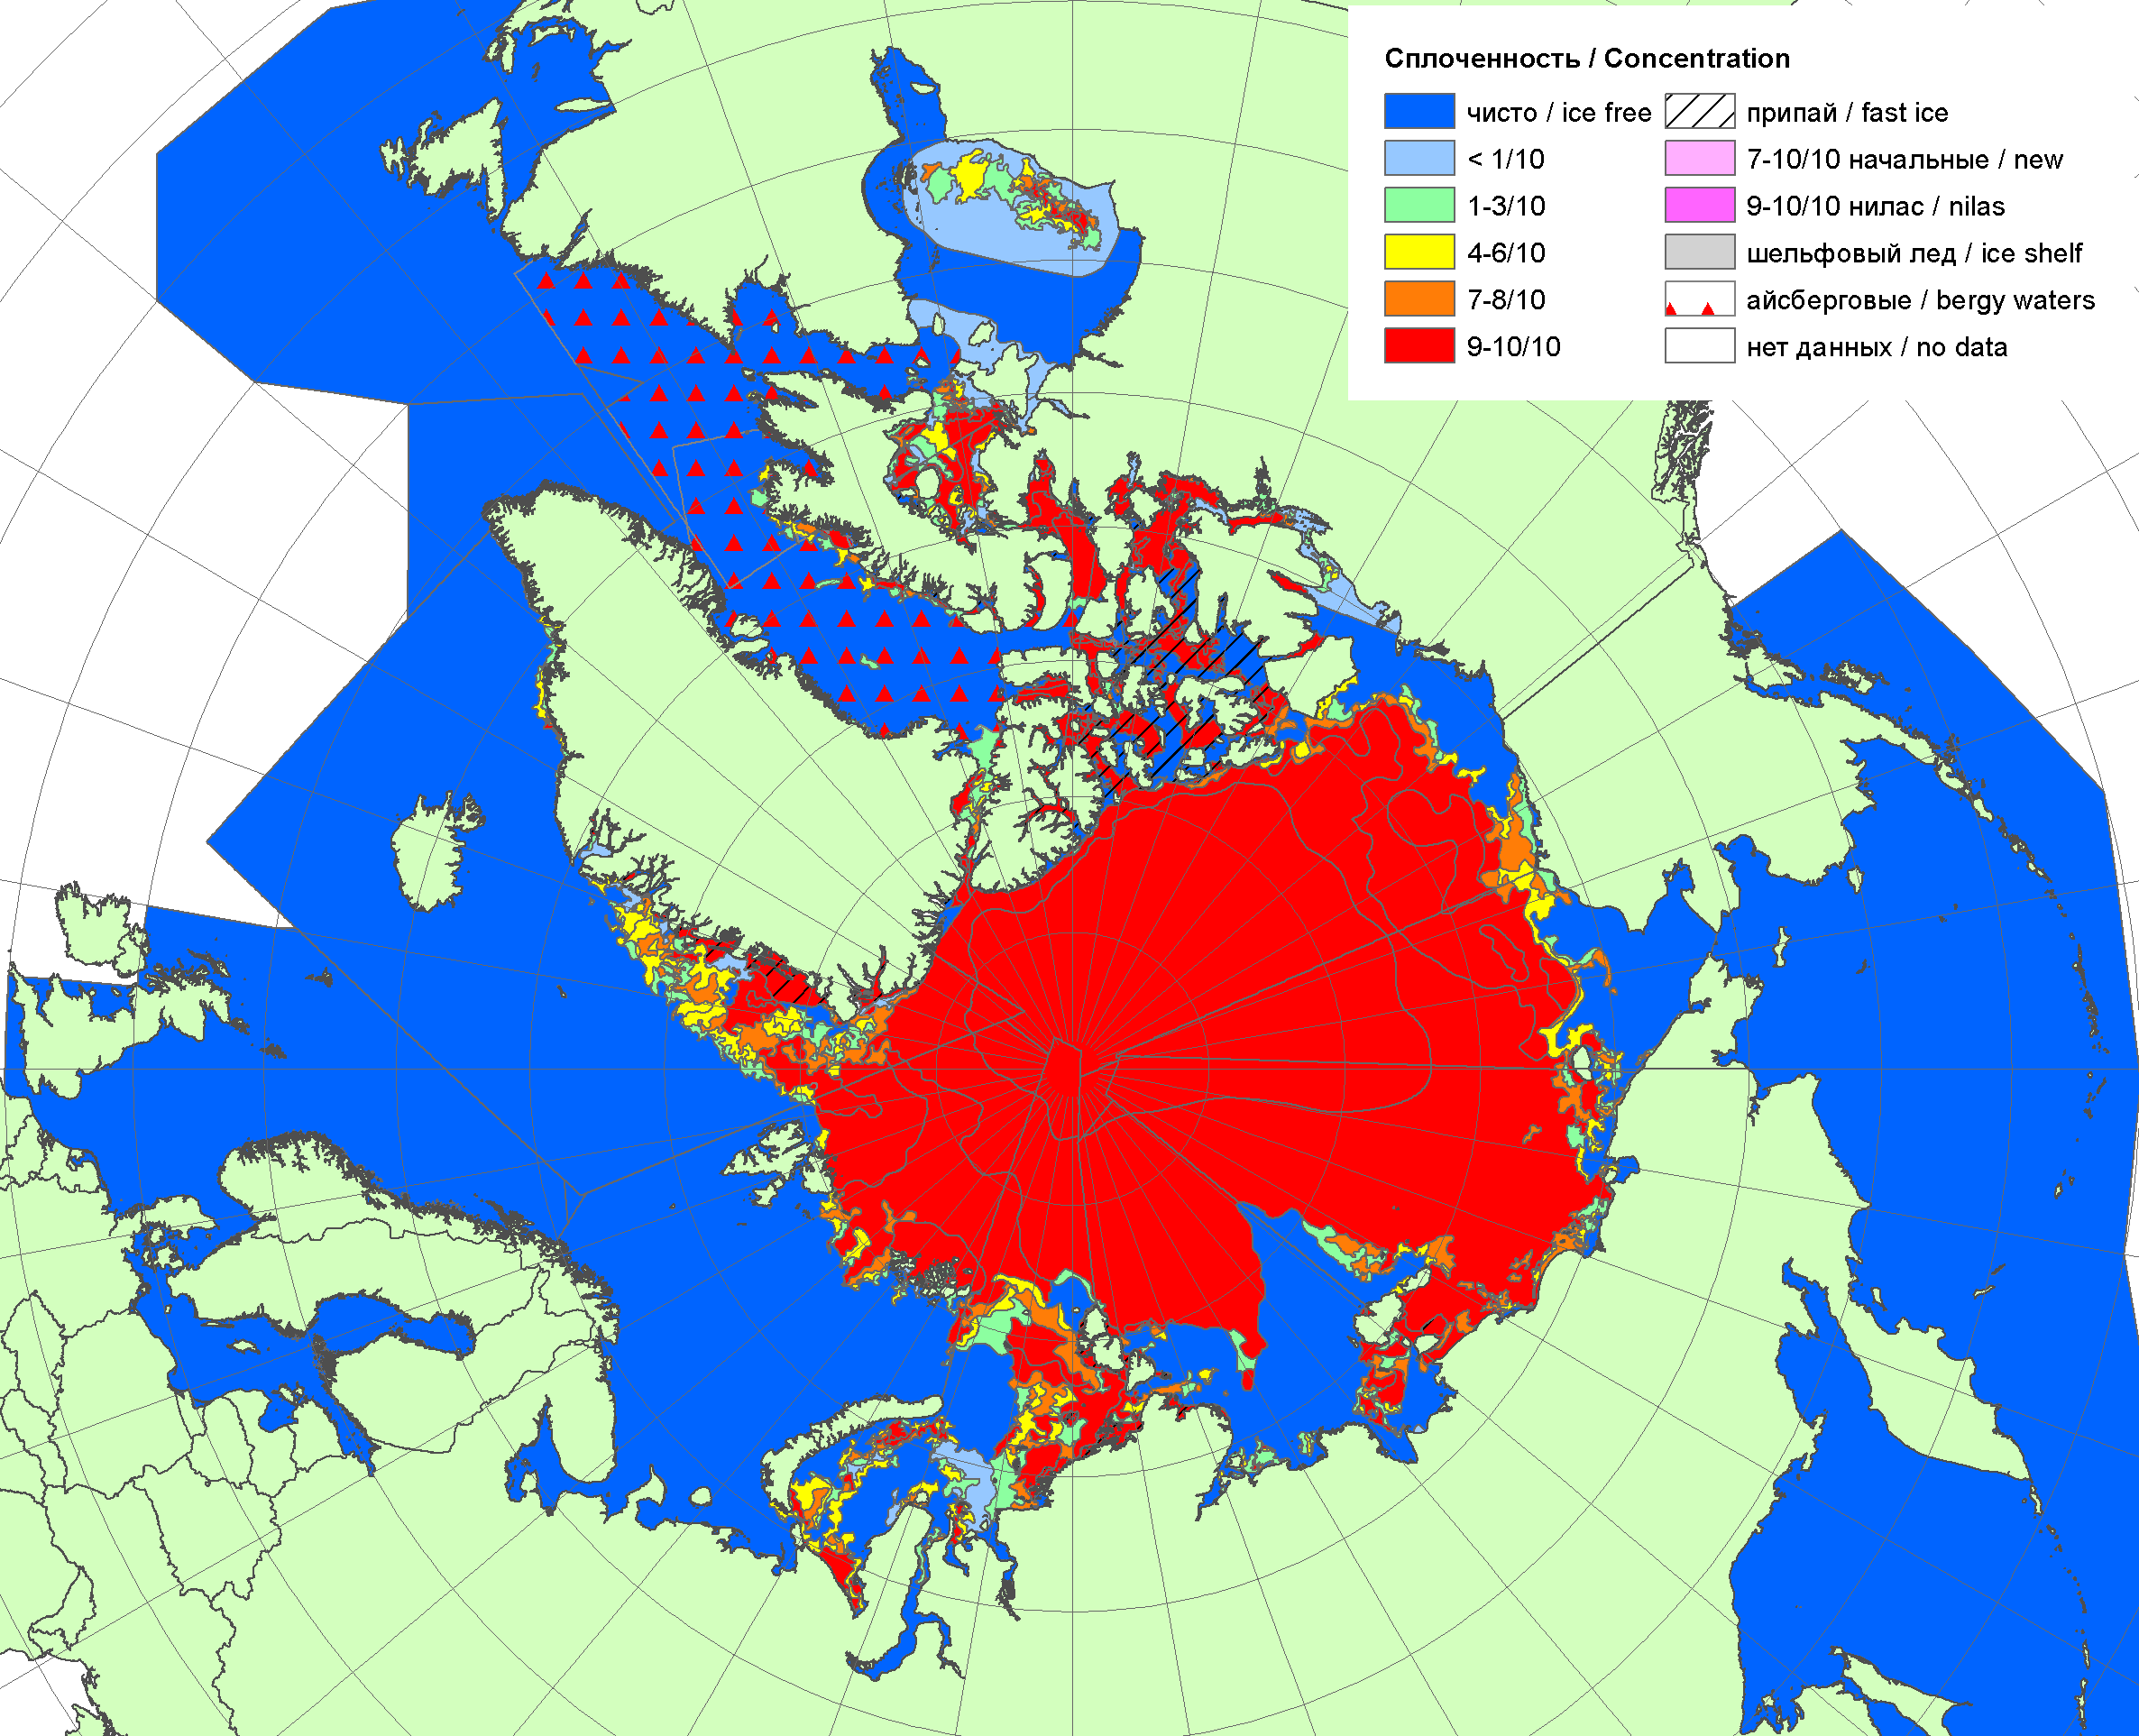 Сплоченность / Concentration
чисто / ice free
< 1/10
1-3/10
4-6/10
7-8/10
9-10/10
припай / fast ice
7-10/10 начальные / new
9-10/10 нилас / nilas
шельфовый лед / ice shelf
айсберговые / bergy waters
нет данных / no data